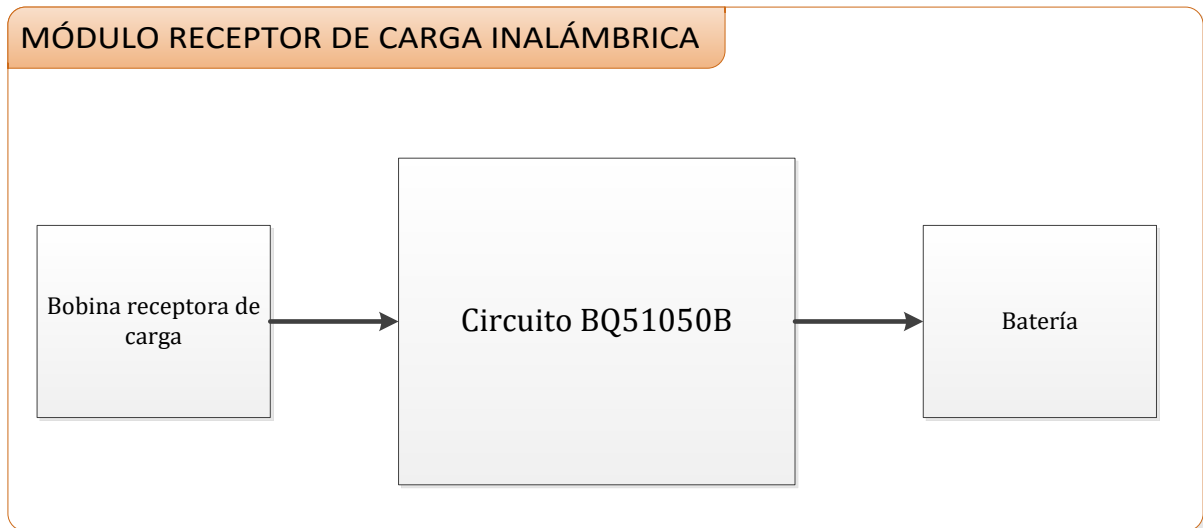 MÓDULO RECEPTOR DE CARGA INALÁMBRICA
Bobina receptora de
carga
Circuito BQ51050B
Batería